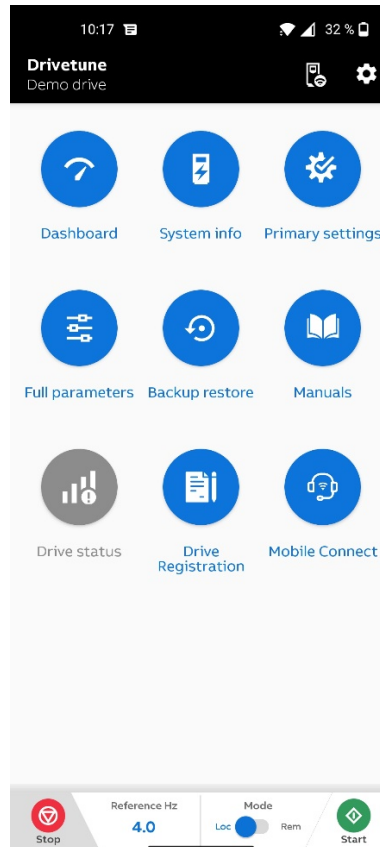 10:17
32 %
Drivetune
Demo drive
Dashboard
System info
Primary settings
Full parameters
Backup restore
Manuals
Drive status
Drive
Registration
Mobile Connect
Stop
Reference Hz
4.0
Mode
Loc
Rem
Start